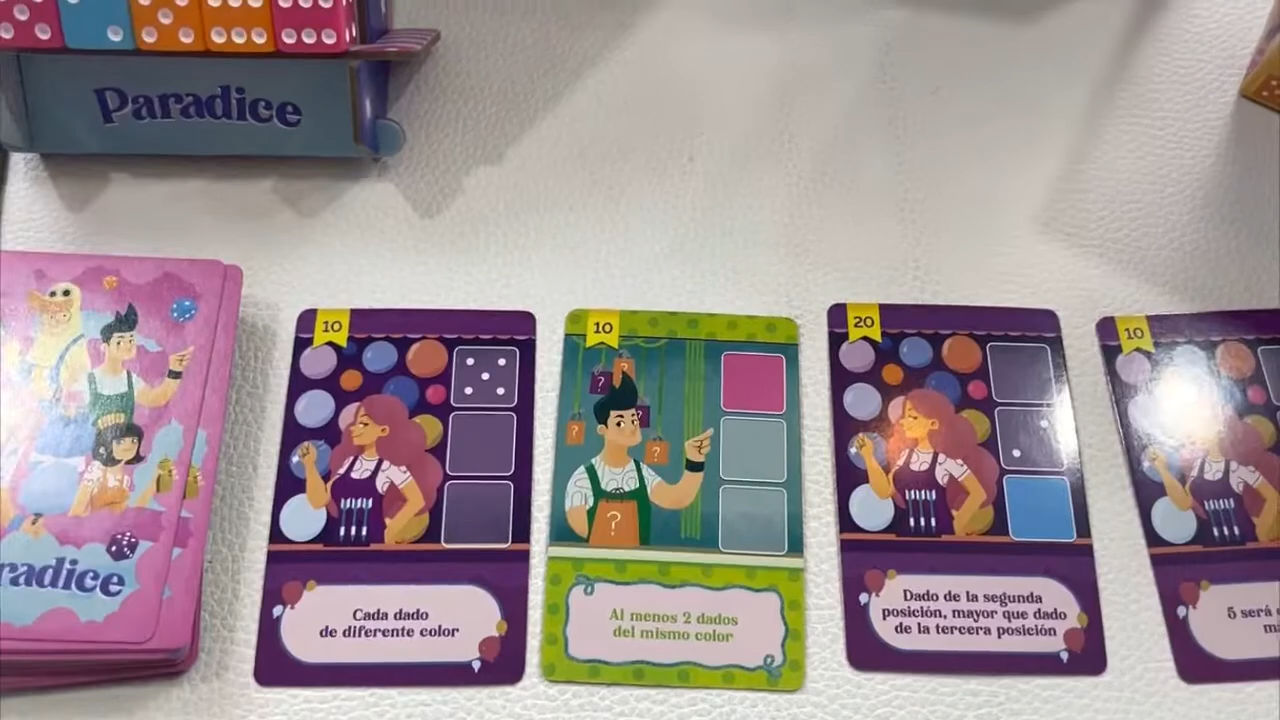 Paradice
radice
10
Cada dado
de diferente color
10
?
?
?
?
?
?
Al menos 2 dados
del mismo color
20
Dado de la segunda
posición, mayor que dado
de la tercera posición
10
5 será